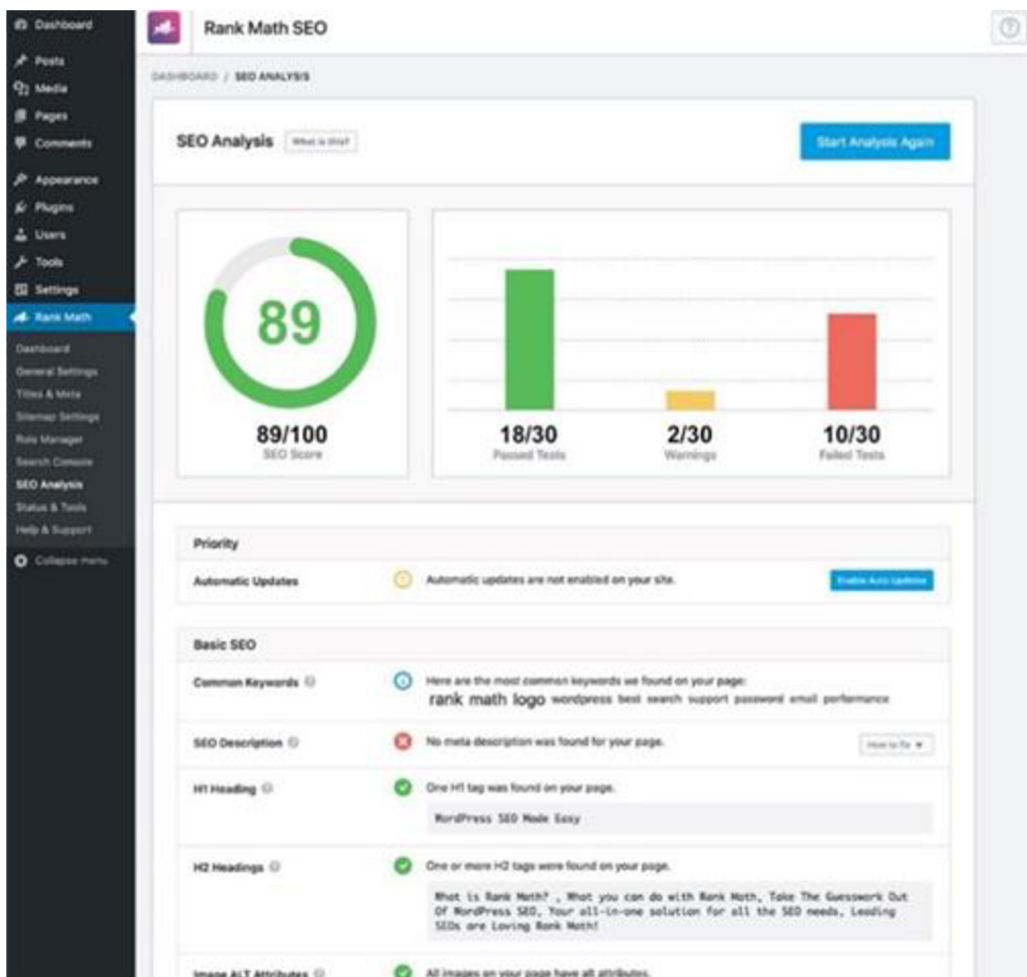 Dashboard
Posts
Media
Pages
Comments
Appearance
Plugins
Users
Tools
Settings
Rank Math
Dashboard
General Settings
Titles & Meta
Sitemap Settings
Role Manager
Search Console
SEO Analysis
Status & Tools
Help & Support
Collapse menu
Rank Math SEO
DASHBOARD / SEO ANALYSIS
SEO Analysis What is this?
Start Analysis Again
89
89/100
SEO Score
18/30
Passed Tests
2/30
Warnings
10/30
Failed Tests
Priority
Automatic Updates
Automatic updates are not enabled on your site.
Enable Auto Updates
Basic SEO
Common Keywords
Here are the most common keywords we found on your page:
rank math logo wordpress best search support password email performance
SEO Description
No meta description was found for your page.
How to fix
H1 Heading
One H1 tag was found on your page.
WordPress SEO Made Easy
H2 Headings
One or more H2 tags were found on your page.
What is Rank Math? , What you can do with Rank Math, Take The Guesswork Out
Of WordPress SEO, Your all-in-one solution for all the SEO needs, Leading
SEOs are Loving Rank Math!
Image ALT Attributes
All images on your page have alt attributes.